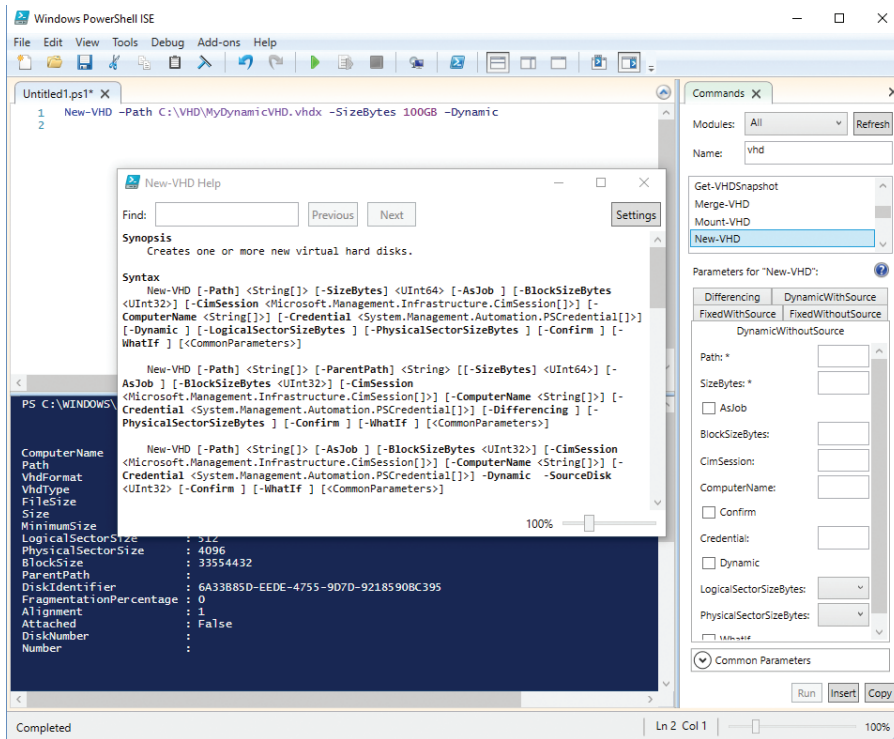 Windows PowerShell ISE
File Edit View Tools Debug Add-ons Help
Untitled1.ps1* X
1 New-VHD -Path C:\VHD\MyDynamicVHD.vhdx -SizeBytes 100GB -Dynamic
2
New-VHD Help
Find: Previous Next Settings
Synopsis
Creates one or more new virtual hard disks.
Syntax
New-VHD [-Path] <String[]> [-SizeBytes] <UInt64> [-AsJob ] [-BlockSizeBytes
<UInt32>] [-CimSession <Microsoft.Management.Infrastructure.CimSession[]>] [-
ComputerName <String[]>] [-Credential <System.Management.Automation.PSCredential[]>]
[-Dynamic ] [-LogicalSectorSizeBytes ] [-PhysicalSectorSizeBytes ] [-Confirm ] [-
WhatIf ] [<CommonParameters>]
New-VHD [-Path] <String[]> [-ParentPath] <String> [[-SizeBytes] <UInt64>] [-
AsJob ] [-BlockSizeBytes <UInt32>] [-CimSession
<Microsoft.Management.Infrastructure.CimSession[]>] [-ComputerName <String[]>] [-
Credential <System.Management.Automation.PSCredential[]>] [-Differencing ] [-
PhysicalSectorSizeBytes ] [-Confirm ] [-WhatIf ] [<CommonParameters>]
New-VHD [-Path] <String[]> [-AsJob ] [-BlockSizeBytes <UInt32>] [-CimSession
<Microsoft.Management.Infrastructure.CimSession[]>] [-ComputerName <String[]>] [-
Credential <System.Management.Automation.PSCredential[]>] -Dynamic -SourceDisk
<UInt32> [-Confirm ] [-WhatIf ] [<CommonParameters>]
100%
PS C:\WINDOWS\
ComputerName
Path
VhdFormat
VhdType
FileSize
Size
MinimumSize
LogicalSectorSize : 512
PhysicalSectorSize : 4096
BlockSize : 33554432
ParentPath :
DiskIdentifier : 6A33B85D-EEDE-4755-9D7D-9218590BC395
FragmentationPercentage : 0
Alignment : 1
Attached : False
DiskNumber :
Number :
Commands X
Modules: All Refresh
Name: vhd
Get-VHDSnapshot
Merge-VHD
Mount-VHD
New-VHD
Parameters for "New-VHD":
Differencing DynamicWithSource
FixedWithSource FixedWithoutSource
DynamicWithoutSource
Path: *
SizeBytes: *
AsJob
BlockSizeBytes:
CimSession:
ComputerName:
Confirm
Credential:
Dynamic
LogicalSectorSizeBytes:
PhysicalSectorSizeBytes:
WhatIf
Common Parameters
Run Insert Copy
Completed
Ln 2 Col 1 100%